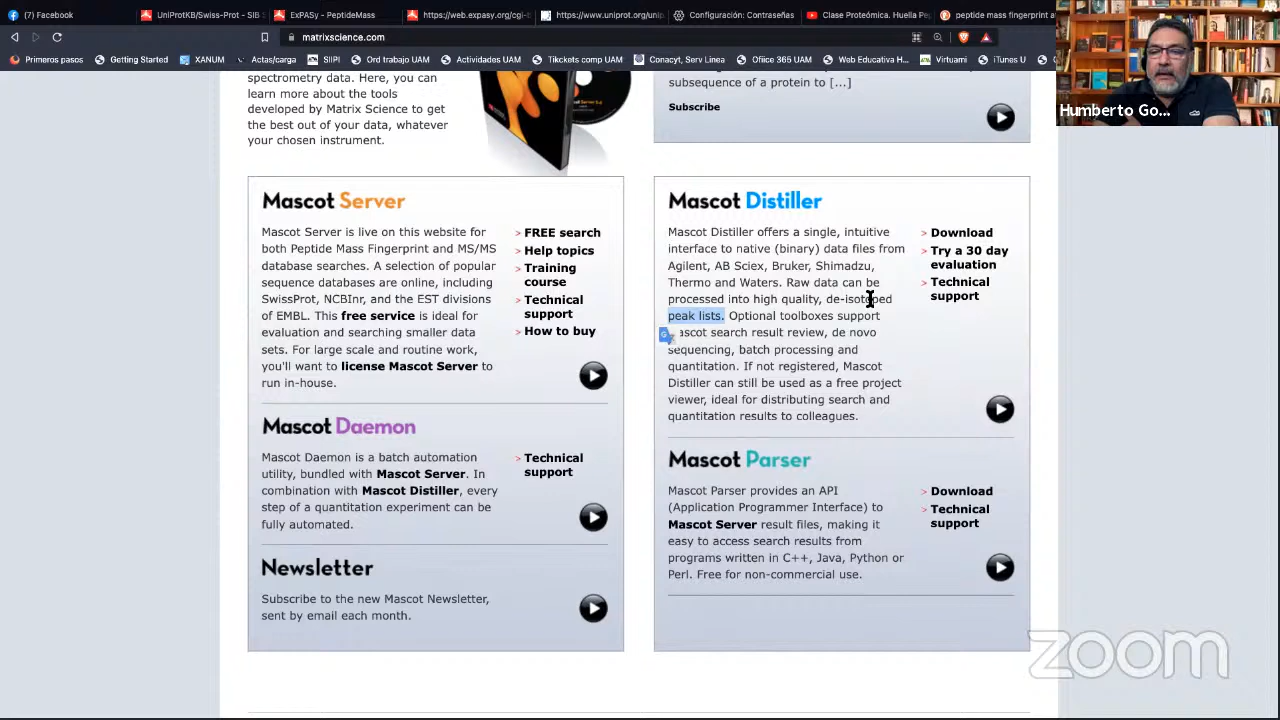 (7) Facebook
UniProtKB/Swiss-Prot - SIB
ExPASy - PeptideMass
https://web.expasy.org/cgi-t
https://www.uniprot.org/unip
Configuración: Contraseñas
Clase Proteómica. Huella Pe
peptide mass fingerprint a
matrixscience.com
Primeros pasos
Getting Started
XANUM
Actas/carga
SIIPI
Ord trabajo UAM
Actividades UAM
Tikckets comp UAM
Conacyt, Serv Linea
Oficce 365 UAM
Web Educativa H...
Virtuami
iTunes U
Humberto Go...
spectrometry data. Here, you can
learn more about the tools
developed by Matrix Science to get
the best out of your data, whatever
your chosen instrument.
subsequence of a protein to [...]
Subscribe
Mascot Server
Mascot Server is live on this website for
both Peptide Mass Fingerprint and MS/MS
database searches. A selection of popular
sequence databases are online, including
SwissProt, NCBInr, and the EST divisions
of EMBL. This free service is ideal for
evaluation and searching smaller data
sets. For large scale and routine work,
you'll want to license Mascot Server to
run in-house.
> FREE search
> Help topics
> Training
course
> Technical
support
> How to buy
Mascot Daemon
Mascot Daemon is a batch automation
utility, bundled with Mascot Server. In
combination with Mascot Distiller, every
step of a quantitation experiment can be
fully automated.
> Technical
support
Newsletter
Subscribe to the new Mascot Newsletter,
sent by email each month.
Mascot Distiller
Mascot Distiller offers a single, intuitive
interface to native (binary) data files from
Agilent, AB Sciex, Bruker, Shimadzu,
Thermo and Waters. Raw data can be
processed into high quality, de-isotoped
peak lists. Optional toolboxes support
ascot search result review, de novo
sequencing, batch processing and
quantitation. If not registered, Mascot
Distiller can still be used as a free project
viewer, ideal for distributing search and
quantitation results to colleagues.
> Download
> Try a 30 day
evaluation
> Technical
support
Mascot Parser
Mascot Parser provides an API
(Application Programmer Interface) to
Mascot Server result files, making it
easy to access search results from
programs written in C++, Java, Python or
Perl. Free for non-commercial use.
> Download
> Technical
support
zoom